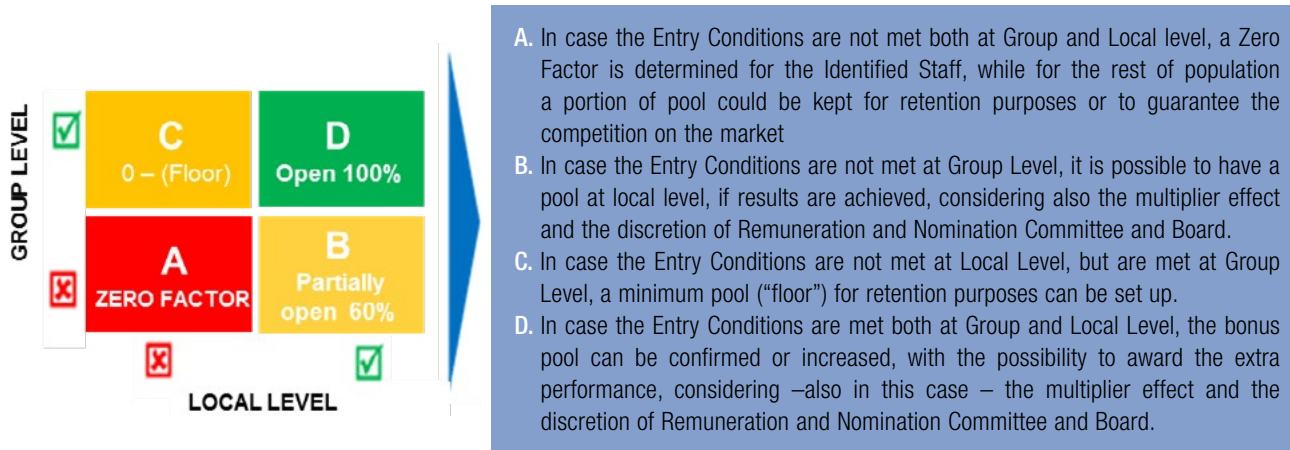 GROUP LEVEL
C
0 – (Floor)
D
Open 100%
A
ZERO FACTOR
B
Partially
open 60%
LOCAL LEVEL
A. In case the Entry Conditions are not met both at Group and Local level, a Zero
Factor is determined for the Identified Staff, while for the rest of population
a portion of pool could be kept for retention purposes or to guarantee the
competition on the market
B. In case the Entry Conditions are not met at Group Level, it is possible to have a
pool at local level, if results are achieved, considering also the multiplier effect
and the discretion of Remuneration and Nomination Committee and Board.
C. In case the Entry Conditions are not met at Local Level, but are met at Group
Level, a minimum pool (“floor”) for retention purposes can be set up.
D. In case the Entry Conditions are met both at Group and Local Level, the bonus
pool can be confirmed or increased, with the possibility to award the extra
performance, considering –also in this case – the multiplier effect and the
discretion of Remuneration and Nomination Committee and Board.